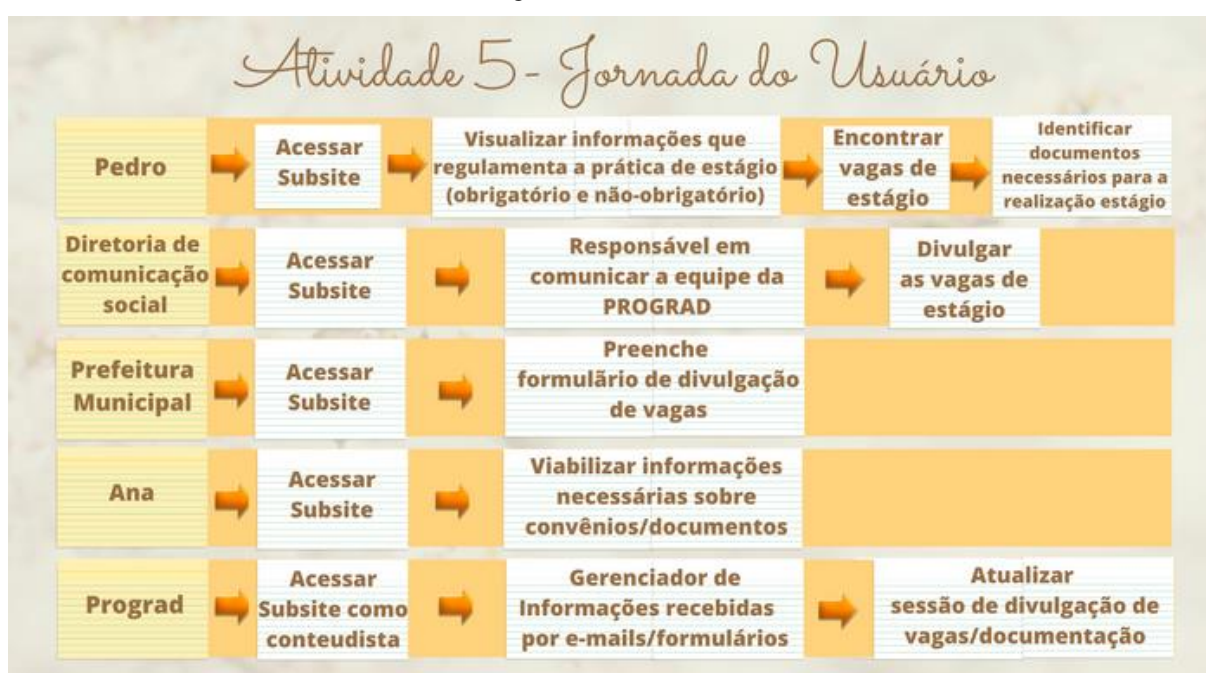 Atividade 5- Jornada do Usuário
Pedro
Acessar
Subsite
Visualizar informações que
regulamenta a prática de estágio
(obrigatório e não-obrigatório)
Encontrar
vagas de
estágio
Identificar
documentos
necessários para a
realização estágio
Diretoria de
comunicação
social
Acessar
Subsite
Responsável em
comunicar a equipe da
PROGRAD
Divulgar
as vagas de
estágio
Prefeitura
Municipal
Acessar
Subsite
Preenche
formulãrio de divulgação
de vagas
Ana
Acessar
Subsite
Viabilizar informações
necessárias sobre
convênios/documentos
Prograd
Acessar
Subsite como
conteudista
Gerenciador de
Informações recebidas
por e-mails/formulários
Atualizar
sessão de divulgação de
vagas/documentação